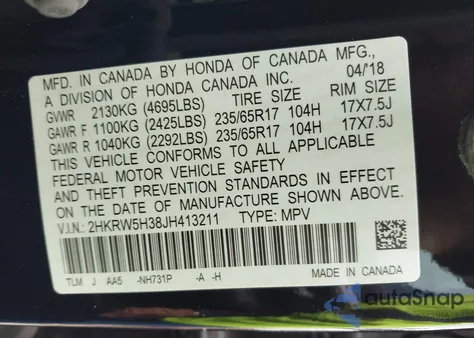 MFD. IN CANADA BY HONDA OF CANADA MFG.,
A DIVISION OF HONDA CANADA INC. 04/'18
GVWR 2130KG (4695LBS) TIRE SIZE RIM SIZE
GAWR F 1100KG (2425LBS) 235/65R17 104H 17X7.5J
GAWR R 1040KG (2292LBS) 235/65R17 104H 17X7.5J
THIS VEHICLE CONFORMS TO ALL APPLICABLE
FEDERAL MOTOR VEHICLE SAFETY
AND THEFT PREVENTION STANDARDS IN EFFECT
ON THE DATE OF MANUFACTURE SHOWN ABOVE.
V.I.N.: 2HKRW5H38JH413211 TYPE: MPV
TLM J AA5 -NH731P -A -H
MADE IN CANADA
autoSnap